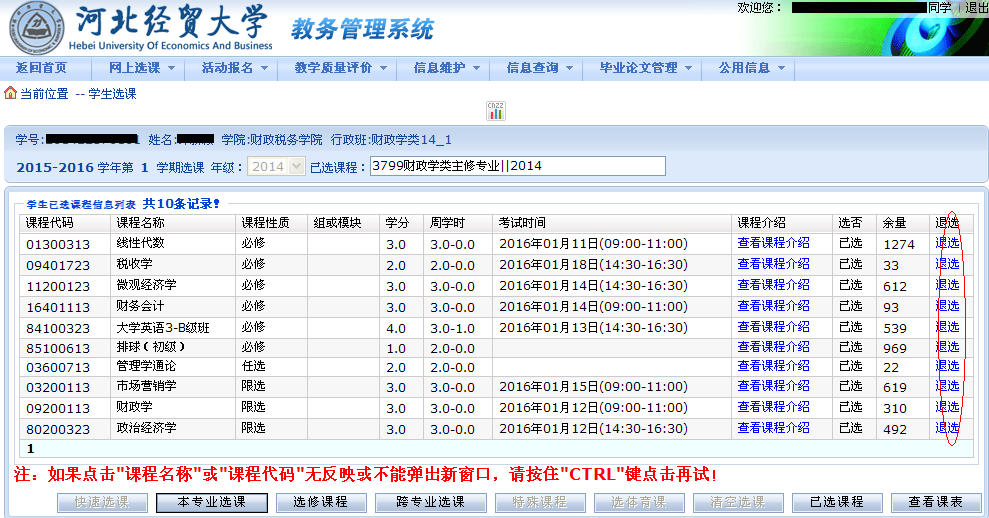 河北经贸大学 教务管理系统 欢迎您： 同学 | 退出
Hebei University Of Economics And Business
返回首页 网上选课 活动报名 教学质量评价 信息维护 信息查询 毕业论文管理 公用信息
当前位置 -- 学生选课
CNZZ
学号: 姓名: 学院:财政税务学院 行政班:财政学类14_1
2015-2016 学年第 1 学期选课 年级： 2014 已选课程： 3799财政学类主修专业||2014
学生已选课程信息列表 共10条记录！
课程代码 课程名称 课程性质 组或模块 学分 周学时 考试时间 课程介绍 选否 余量 退选
01300313 线性代数 必修 3.0 3.0-0.0 2016年01月11日(09:00-11:00) 查看课程介绍 已选 1274 退选
09401723 税收学 必修 2.0 2.0-0.0 2016年01月18日(14:30-16:30) 查看课程介绍 已选 33 退选
11200123 微观经济学 必修 3.0 3.0-0.0 2016年01月14日(14:30-16:30) 查看课程介绍 已选 612 退选
16401113 财务会计 必修 3.0 3.0-0.0 2016年01月14日(09:00-11:00) 查看课程介绍 已选 93 退选
84100323 大学英语3-B级班 必修 4.0 3.0-1.0 2016年01月13日(14:30-16:30) 查看课程介绍 已选 539 退选
85100613 排球（初级） 必修 1.0 2.0-0.0 查看课程介绍 已选 969 退选
03600713 管理学通论 任选 2.0 2.0-0.0 查看课程介绍 已选 22 退选
03200113 市场营销学 限选 3.0 3.0-0.0 2016年01月15日(09:00-11:00) 查看课程介绍 已选 619 退选
09200113 财政学 限选 3.0 3.0-0.0 2016年01月12日(09:00-11:00) 查看课程介绍 已选 310 退选
80200323 政治经济学 限选 3.0 3.0-0.0 2016年01月12日(14:30-16:30) 查看课程介绍 已选 492 退选
1
注：如果点击"课程名称"或"课程代码"无反映或不能弹出新窗口，请按住"CTRL"键点击再试！
快速选课 本专业选课 选修课程 跨专业选课 特殊课程 选体育课 清空选课 已选课程 查看课表